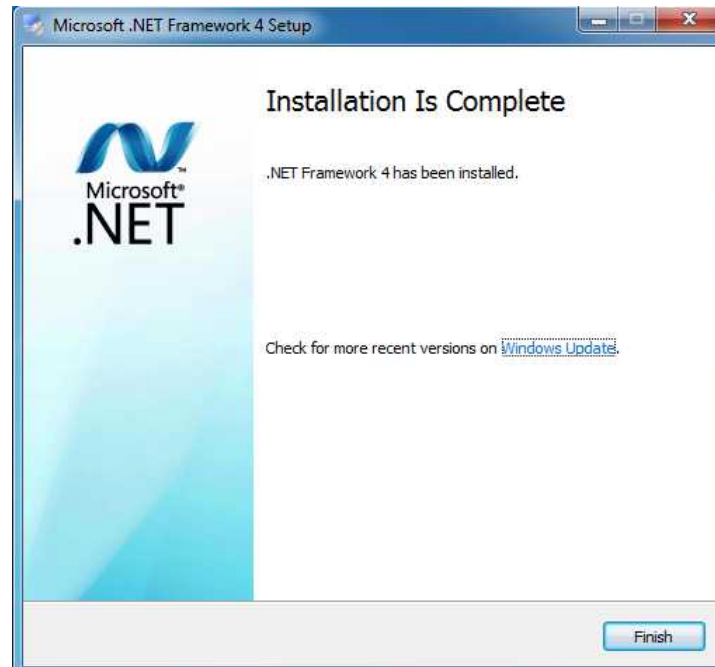 Microsoft .NET Framework 4 Setup
Installation Is Complete
.NET Framework 4 has been installed.
Microsoft®
.NET
Check for more recent versions on Windows Update.
Finish